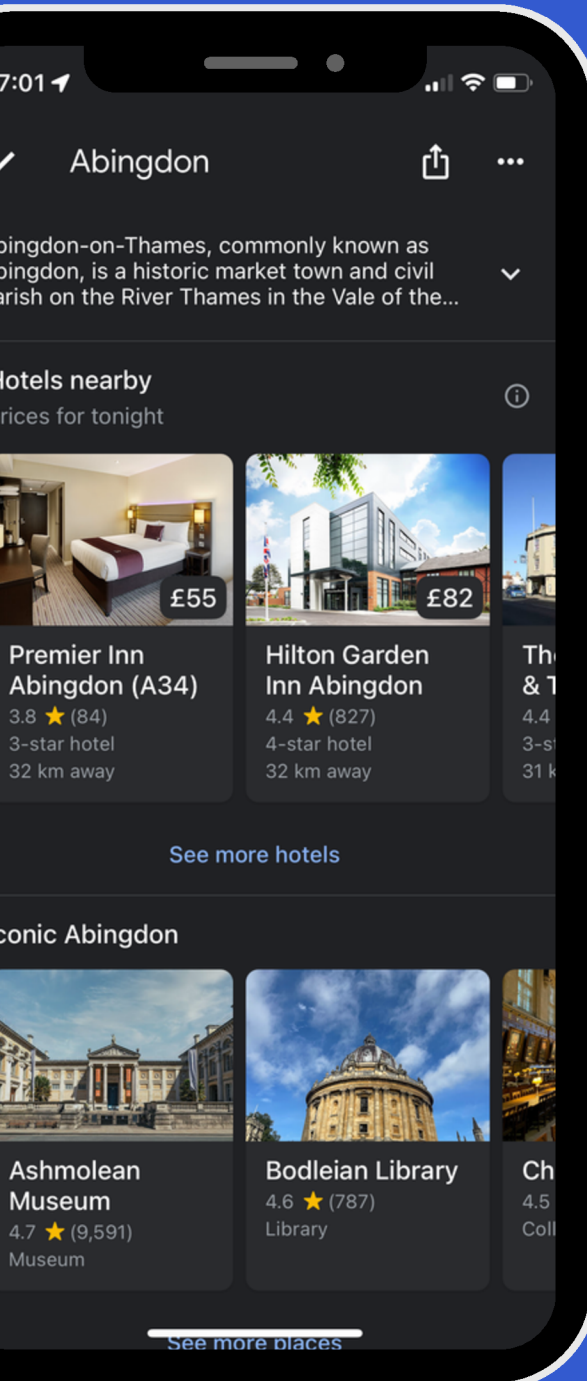 7:01
Abingdon
bingdon-on-Thames, commonly known as
bingdon, is a historic market town and civil
arish on the River Thames in the Vale of the...
Hotels nearby
rices for tonight
£55
£82
Premier Inn
Abingdon (A34)
3.8 ★ (84)
3-star hotel
32 km away
Hilton Garden
Inn Abingdon
4.4 ★ (827)
4-star hotel
32 km away
Th
& T
4.4
3-s
31 k
See more hotels
conic Abingdon
Ashmolean
Museum
4.7 ★ (9,591)
Museum
Bodleian Library
4.6 ★ (787)
Library
Ch
4.5
Coll
See more places